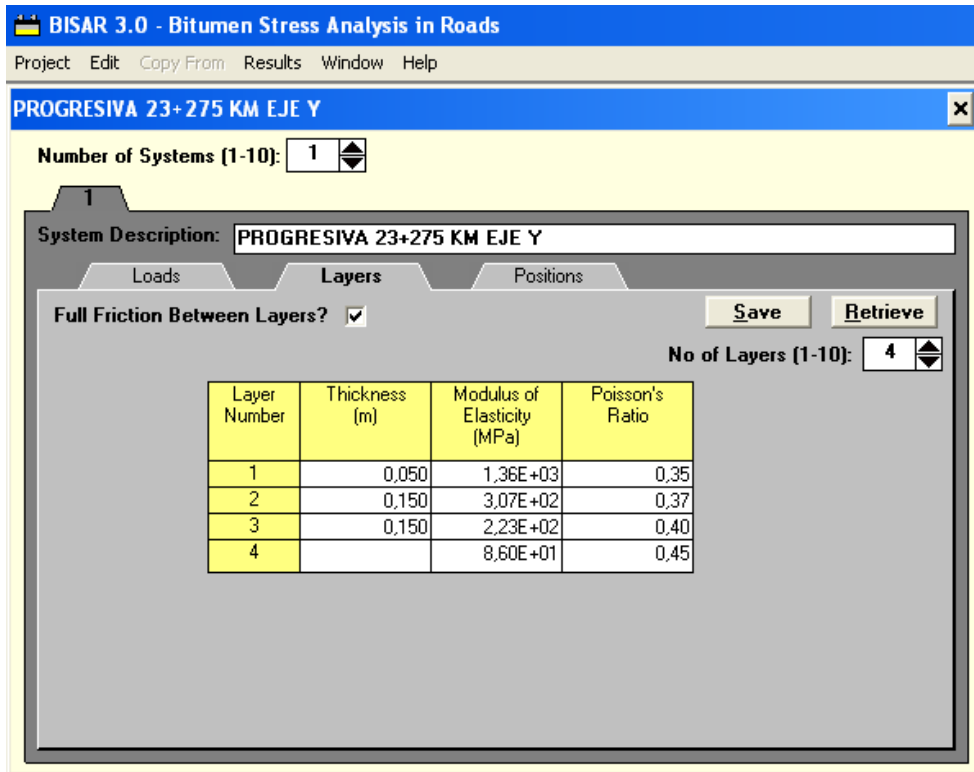 BISAR 3.0 - Bitumen Stress Analysis in Roads
Project Edit Copy From Results Window Help
PROGRESIVA 23+275 KM EJE Y
Number of Systems (1-10): 1
1
System Description: PROGRESIVA 23+275 KM EJE Y
Loads Layers Positions
Full Friction Between Layers? Save Retrieve
No of Layers (1-10): 4
Layer Number Thickness (m) Modulus of Elasticity (MPa) Poisson's Ratio
1 0,050 1,36E+03 0,35
2 0,150 3,07E+02 0,37
3 0,150 2,23E+02 0,40
4 8,60E+01 0,45